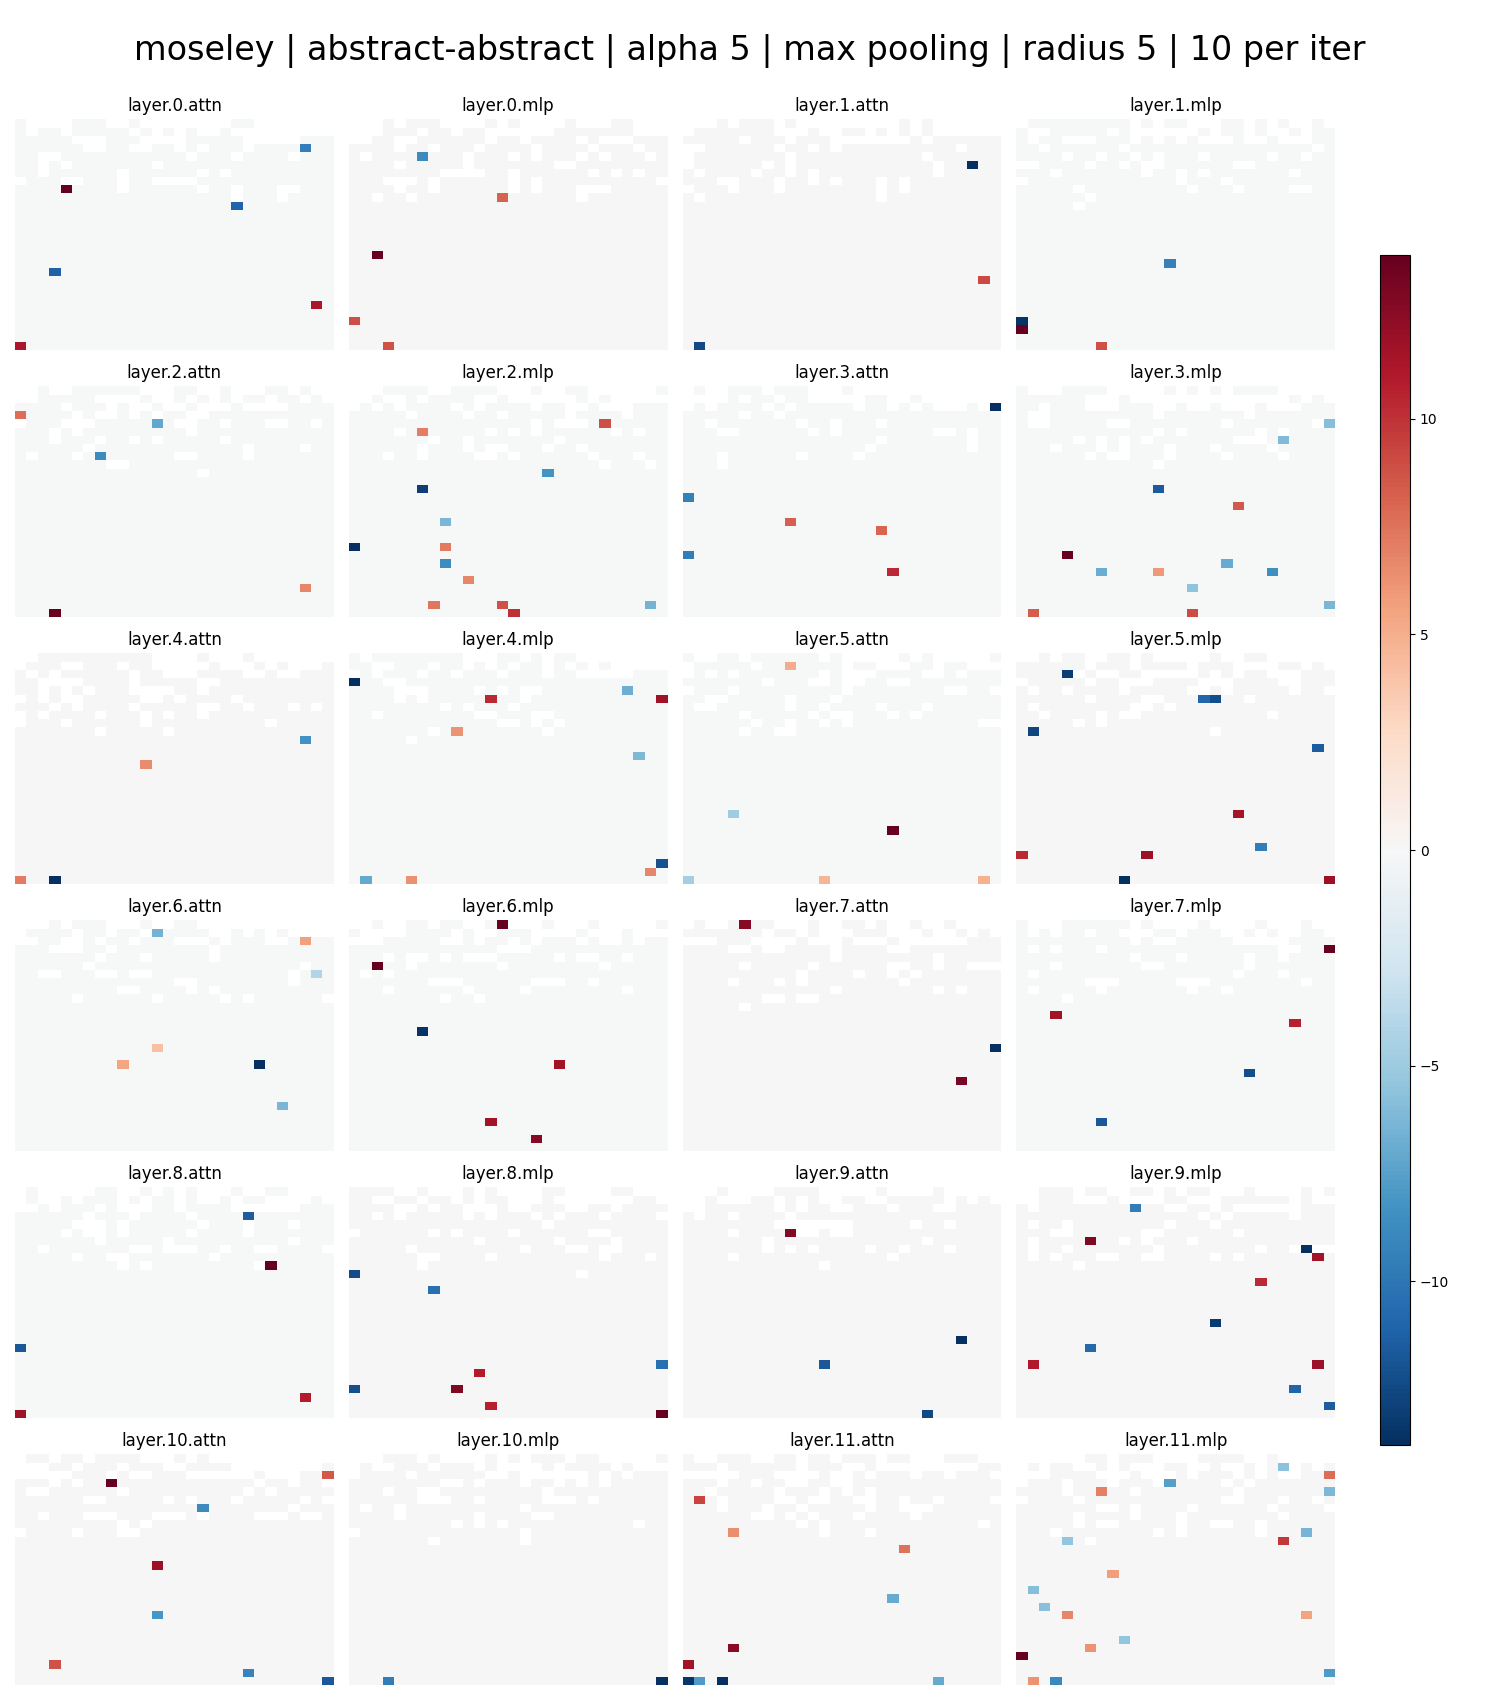 moseley | abstract-abstract | alpha 5 | max pooling | radius 5 | 10 per iter
layer.0.attn
layer.0.mlp
layer.1.attn
layer.1.mlp
layer.2.attn
layer.2.mlp
layer.3.attn
layer.3.mlp
layer.4.attn
layer.4.mlp
layer.5.attn
layer.5.mlp
layer.6.attn
layer.6.mlp
layer.7.attn
layer.7.mlp
layer.8.attn
layer.8.mlp
layer.9.attn
layer.9.mlp
layer.10.attn
layer.10.mlp
layer.11.attn
layer.11.mlp
10
5
0
−5
−10